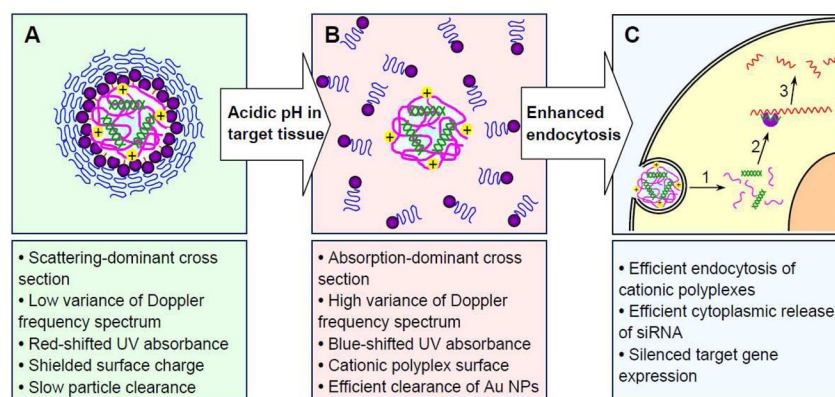 A
B
C
Acidic pH in
target tissue
Enhanced
endocytosis
+
+
+
+
+
+
+
+
1
2
3
• Scattering-dominant cross
section
• Low variance of Doppler
frequency spectrum
• Red-shifted UV absorbance
• Shielded surface charge
• Slow particle clearance
• Absorption-dominant cross
section
• High variance of Doppler
frequency spectrum
• Blue-shifted UV absorbance
• Cationic polyplex surface
• Efficient clearance of Au NPs
• Efficient endocytosis of
cationic polyplexes
• Efficient cytoplasmic release
of siRNA
• Silenced target gene
expression